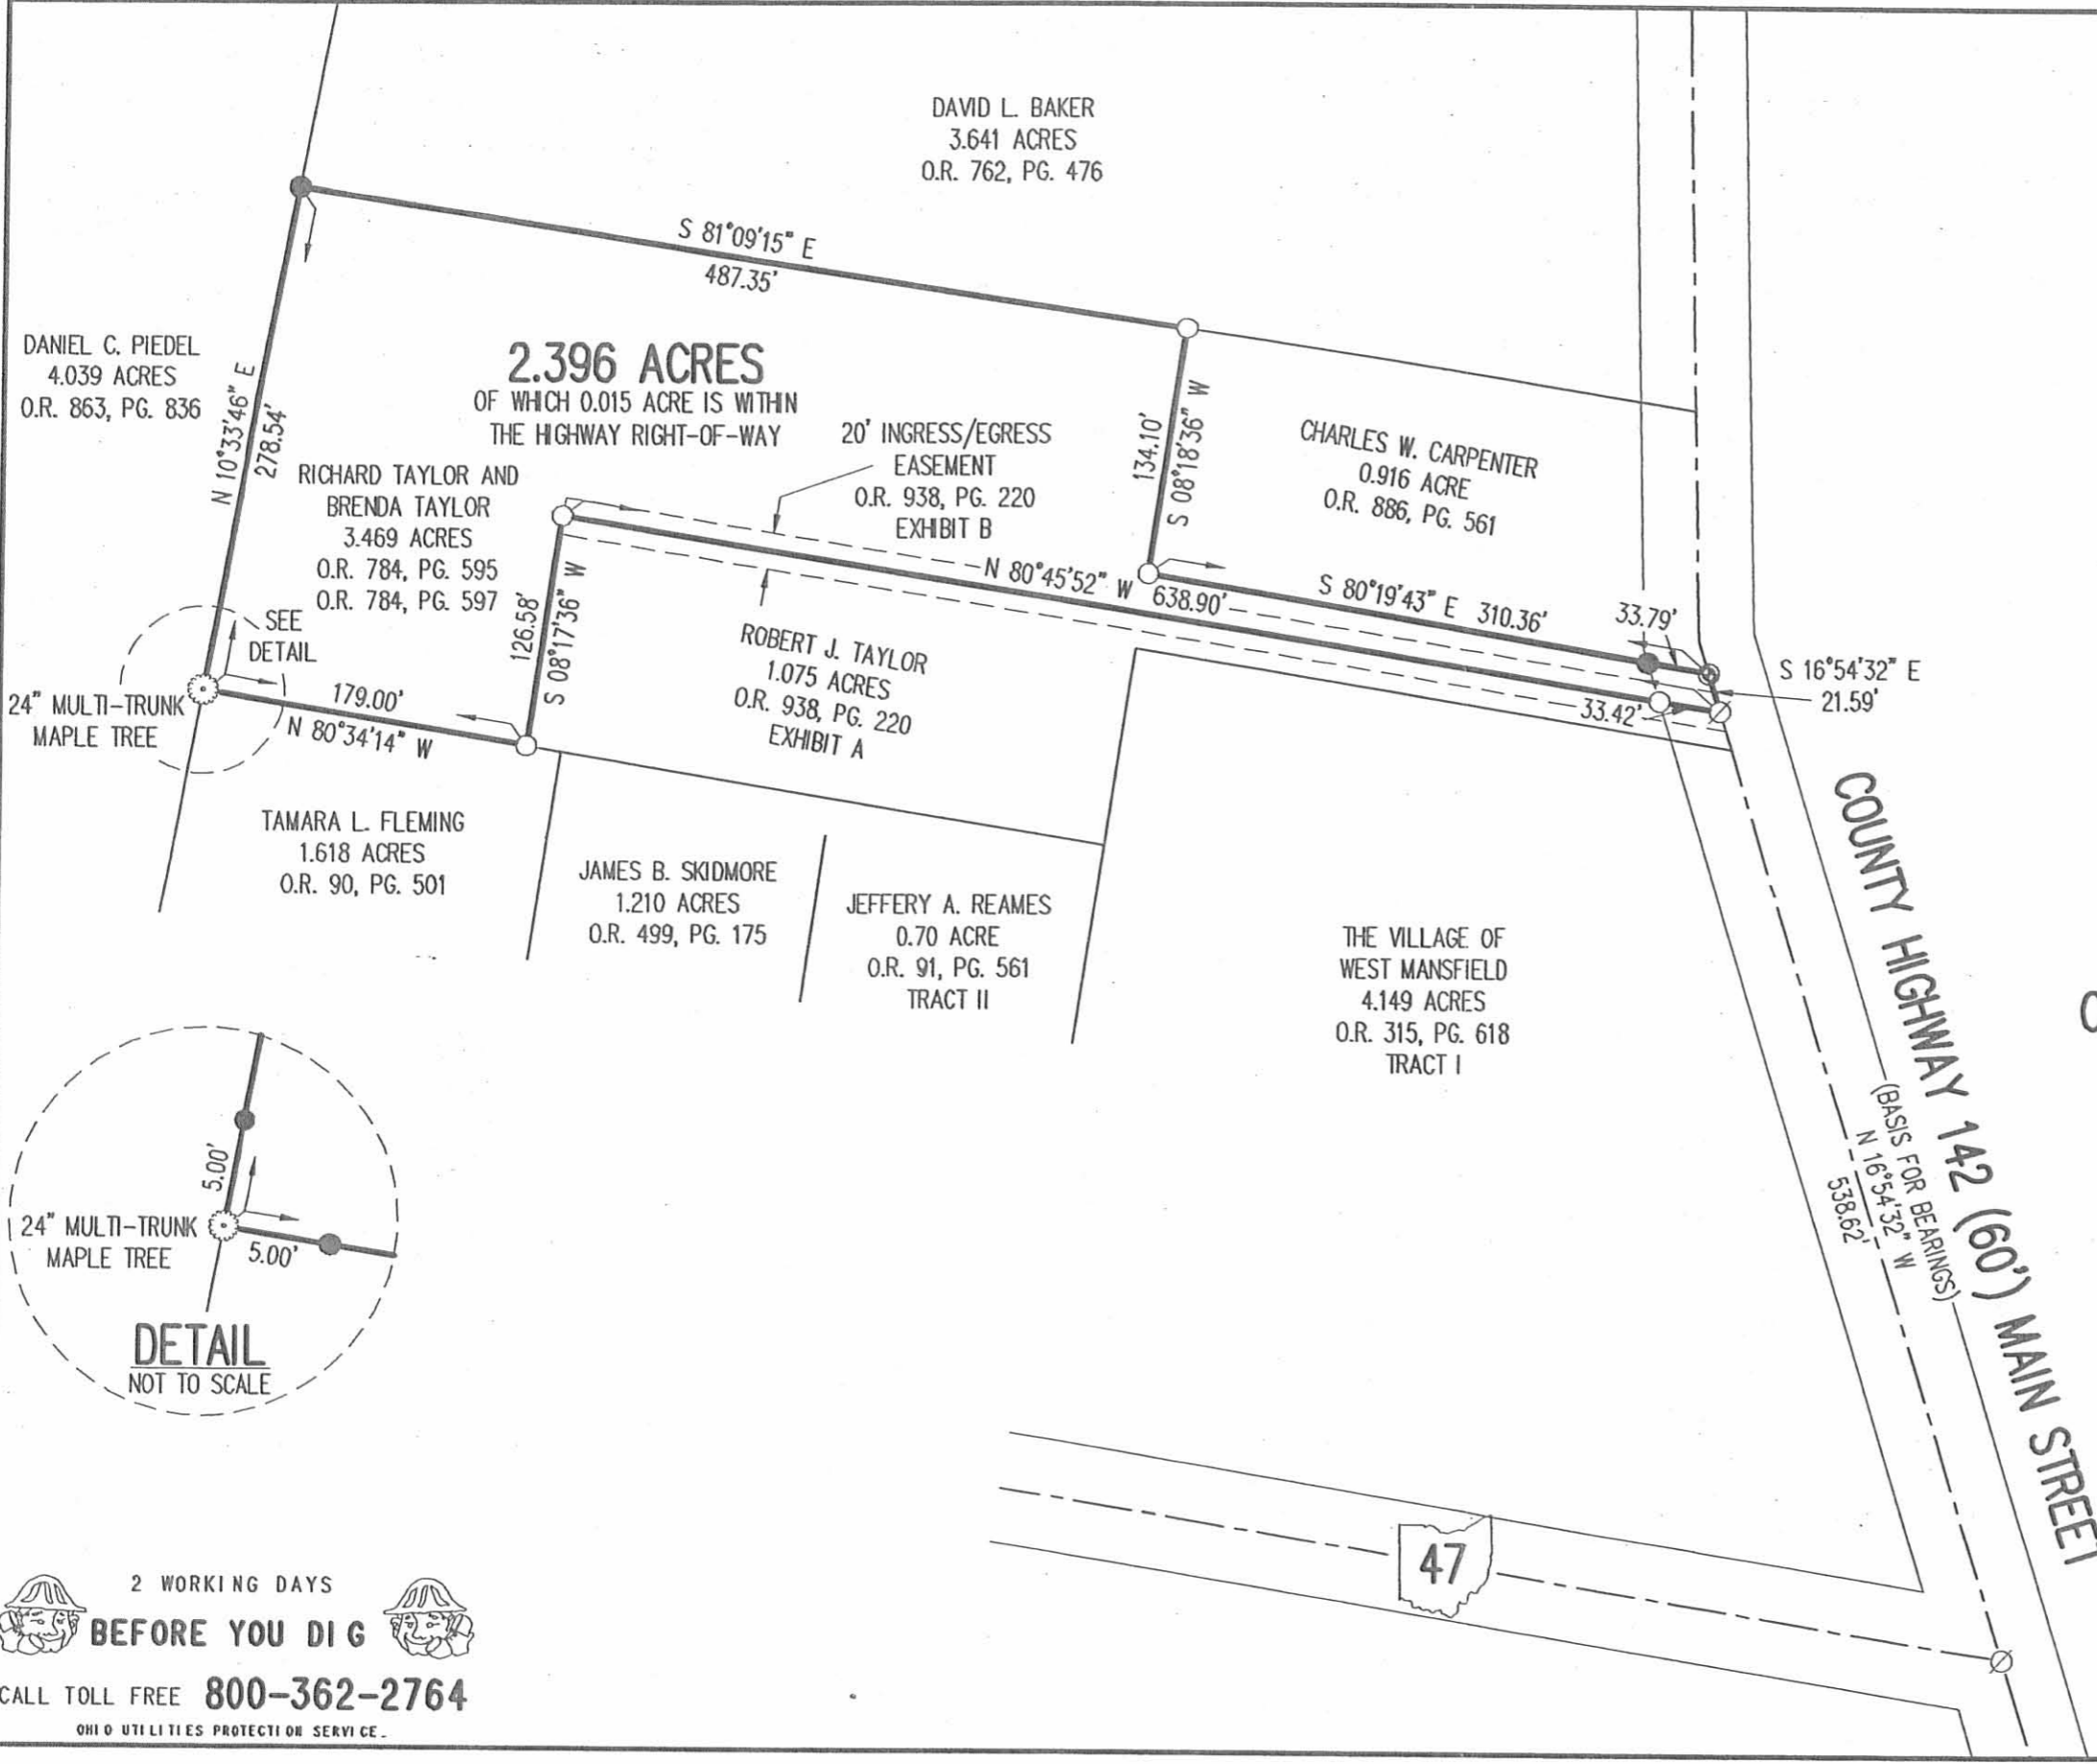 DAVID L. BAKER
3.641 ACRES
O.R. 762, PG. 476
S 81°09'15" E
487.35'
DANIEL C. PIEDEL
4.039 ACRES
O.R. 863, PG. 836
N 10°33'46" E
278.54'
2.396 ACRES
OF WHICH 0.015 ACRE IS WITHIN
THE HIGHWAY RIGHT-OF-WAY
20' INGRESS/EGRESS
EASEMENT
O.R. 938, PG. 220
EXHIBIT B
134.10'
S 08°18'36" W
CHARLES W. CARPENTER
0.916 ACRE
O.R. 886, PG. 561
RICHARD TAYLOR AND
BRENDA TAYLOR
3.469 ACRES
O.R. 784, PG. 595
O.R. 784, PG. 597
SEE
DETAIL
24" MULTI-TRUNK
MAPLE TREE
179.00'
N 80°34'14" W
126.58'
S 08°17'36" W
N 80°45'52" W 638.90'
S 80°19'43" E 310.36'
33.79'
S 16°54'32" E
21.59'
33.42'
ROBERT J. TAYLOR
1.075 ACRES
O.R. 938, PG. 220
EXHIBIT A
TAMARA L. FLEMING
1.618 ACRES
O.R. 90, PG. 501
JAMES B. SKIDMORE
1.210 ACRES
O.R. 499, PG. 175
JEFFERY A. REAMES
0.70 ACRE
O.R. 91, PG. 561
TRACT II
THE VILLAGE OF
WEST MANSFIELD
4.149 ACRES
O.R. 315, PG. 618
TRACT I
COUNTY HIGHWAY 142 (60') MAIN STREET
(BASIS FOR BEARINGS)
N 16°54'32" W
538.62'
5.00'
24" MULTI-TRUNK
MAPLE TREE
5.00'
DETAIL
NOT TO SCALE
47
2 WORKING DAYS
BEFORE YOU DIG
CALL TOLL FREE 800-362-2764
OHIO UTILITIES PROTECTION SERVICE.